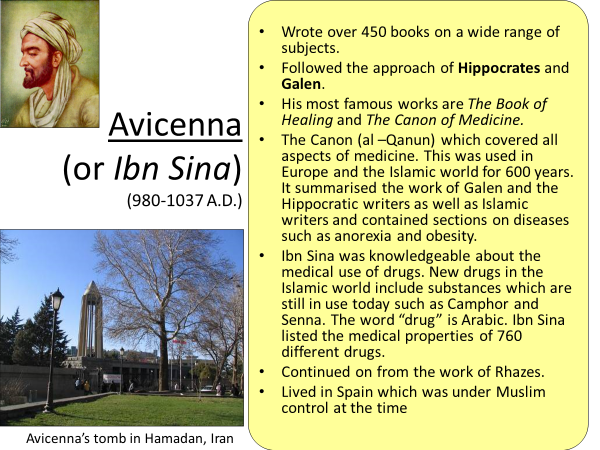 Avicenna
(or Ibn Sina)
(980-1037 A.D.)
Avicenna’s tomb in Hamadan, Iran
• Wrote over 450 books on a wide range of
subjects.
• Followed the approach of Hippocrates and
Galen.
• His most famous works are The Book of
Healing and The Canon of Medicine.
• The Canon (al –Qanun) which covered all
aspects of medicine. This was used in
Europe and the Islamic world for 600 years.
It summarised the work of Galen and the
Hippocratic writers as well as Islamic
writers and contained sections on diseases
such as anorexia and obesity.
• Ibn Sina was knowledgeable about the
medical use of drugs. New drugs in the
Islamic world include substances which are
still in use today such as Camphor and
Senna. The word “drug” is Arabic. Ibn Sina
listed the medical properties of 760
different drugs.
• Continued on from the work of Rhazes.
• Lived in Spain which was under Muslim
control at the time